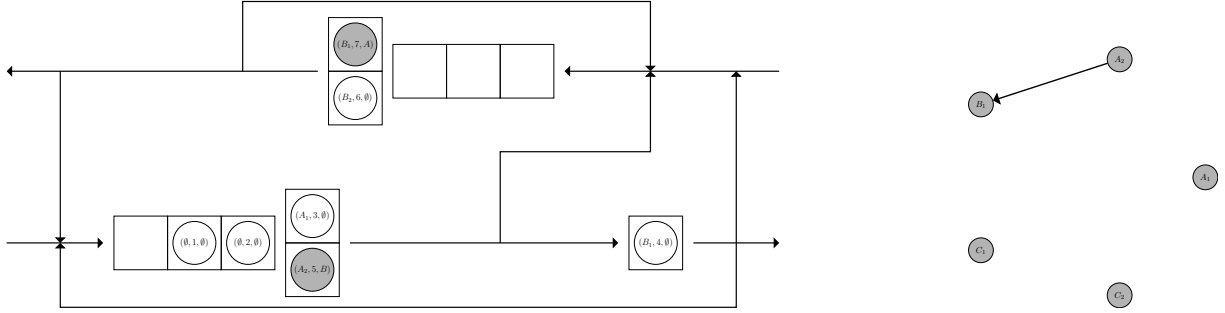 (B₁, 7, A)
(B₂, 6, ∅)
(∅, 1, ∅)
(∅, 2, ∅)
(A₁, 3, ∅)
(A₂, 5, B)
(B₁, 4, ∅)
A₂
B₁
A₁
C₁
C₂